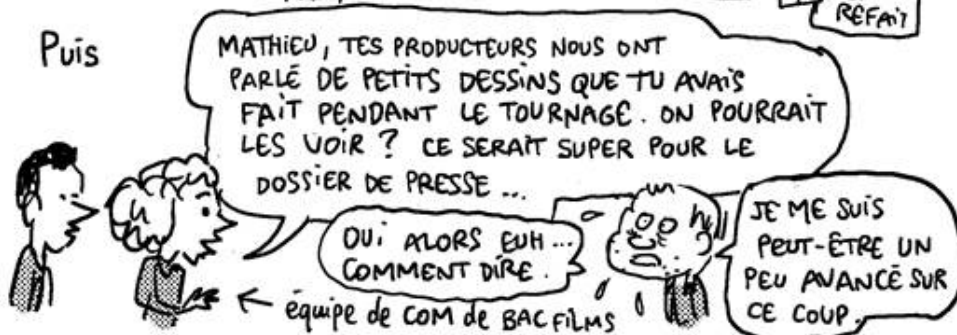 REFAIT
Puis
MATHIEU, TES PRODUCTEURS NOUS ONT
PARLÉ DE PETITS DESSINS QUE TU AVAIS
FAIT PENDANT LE TOURNAGE. ON POURRAIT
LES VOIR ? CE SERAIT SUPER POUR LE
DOSSIER DE PRESSE ...
OUI ALORS EUH ...
COMMENT DIRE.
JE ME SUIS
PEUT-ÊTRE UN
PEU AVANCÉ SUR
CE COUP.
équipe de COM de BAC FILMS